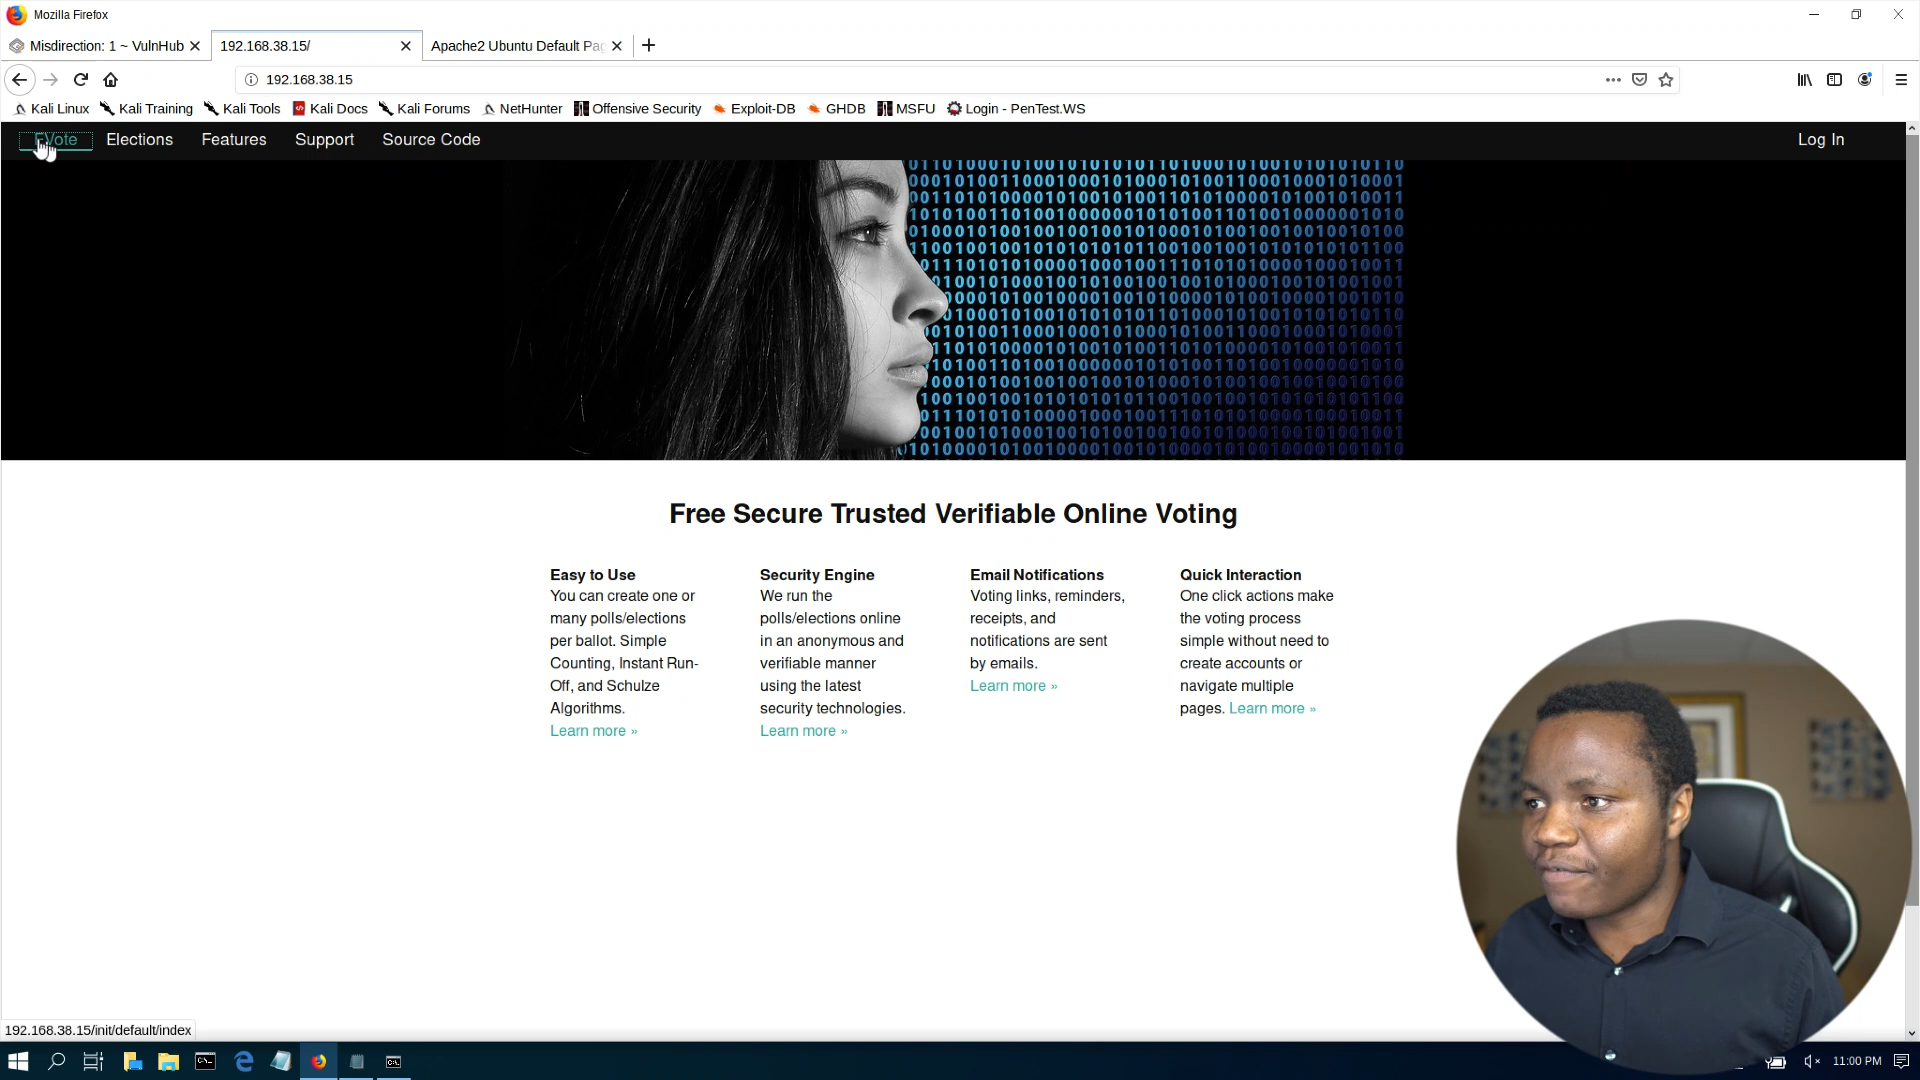 Mozilla Firefox
Misdirection: 1 ~ VulnHub
192.168.38.15/
Apache2 Ubuntu Default Pa
192.168.38.15
Kali Linux
Kali Training
Kali Tools
Kali Docs
Kali Forums
NetHunter
Offensive Security
Exploit-DB
GHDB
MSFU
Login - PenTest.WS
EVote
Elections
Features
Support
Source Code
Log In
Free Secure Trusted Verifiable Online Voting
Easy to Use
You can create one or
many polls/elections
per ballot. Simple
Counting, Instant Run-
Off, and Schulze
Algorithms.
Learn more »
Security Engine
We run the
polls/elections online
in an anonymous and
verifiable manner
using the latest
security technologies.
Learn more »
Email Notifications
Voting links, reminders,
receipts, and
notifications are sent
by emails.
Learn more »
Quick Interaction
One click actions make
the voting process
simple without need to
create accounts or
navigate multiple
pages. Learn more »
192.168.38.15/init/default/index
11:00 PM